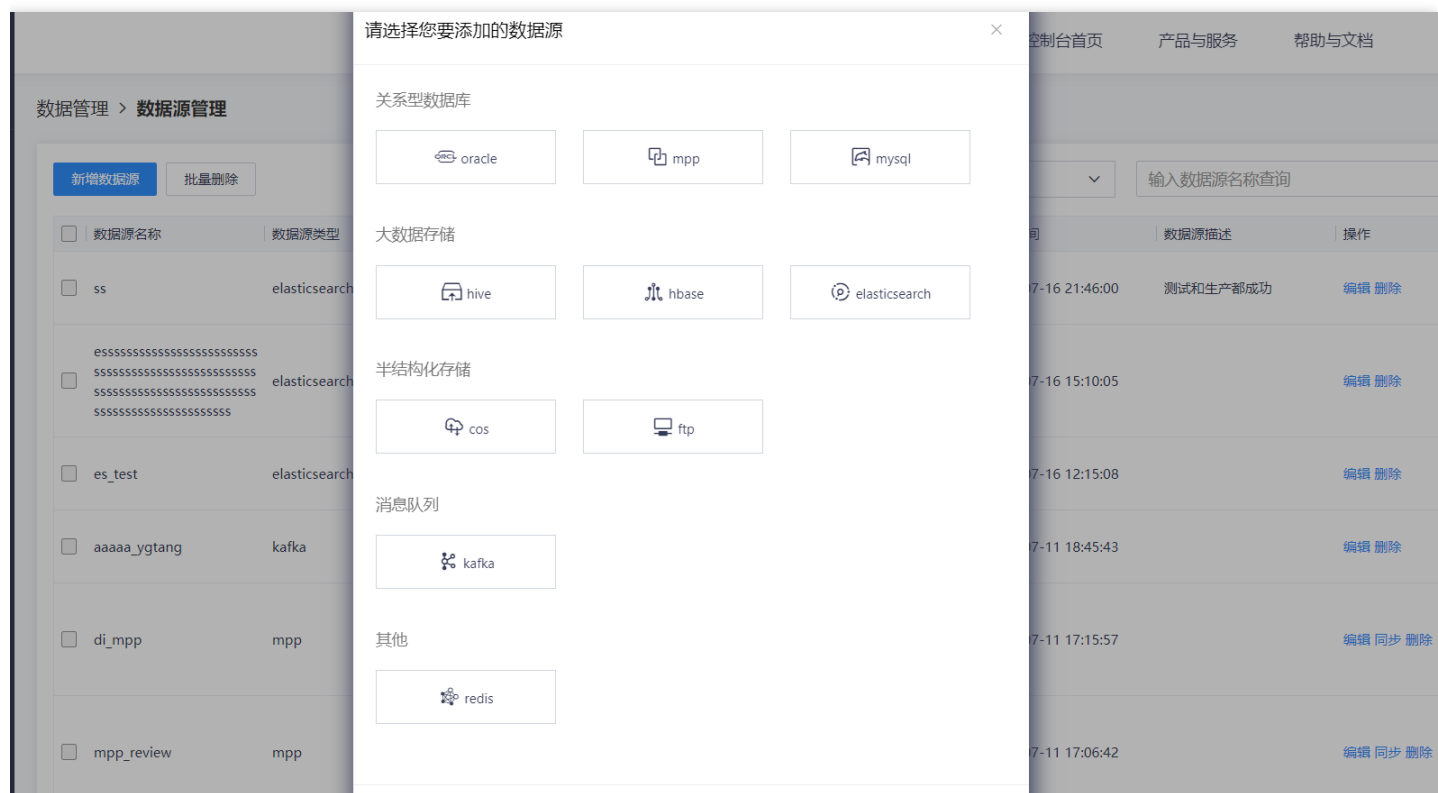 请选择您要添加的数据源
控制台首页 产品与服务 帮助与文档
数据管理 > 数据源管理
关系型数据库
oracle mpp mysql
新增数据源 批量删除 输入数据源名称查询
数据源名称 数据源类型 大数据存储 间 数据源描述 操作
hive hbase elasticsearch
ss elasticsearch 07-16 21:46:00 测试和生产都成功 编辑 删除
半结构化存储
esssssssssssssssssssssssss
ssssssssssssssssssssssssss
ssssssssssssssssssssssssss
ssssssssssssssssssssss
elasticsearch 07-16 15:10:05 编辑 删除
cos ftp
es_test elasticsearch 07-16 12:15:08 编辑 删除
消息队列
aaaaa_ygtang kafka 07-11 18:45:43 编辑 删除
kafka
其他
di_mpp mpp 07-11 17:15:57 编辑 同步 删除
redis
mpp_review mpp 07-11 17:06:42 编辑 同步 删除